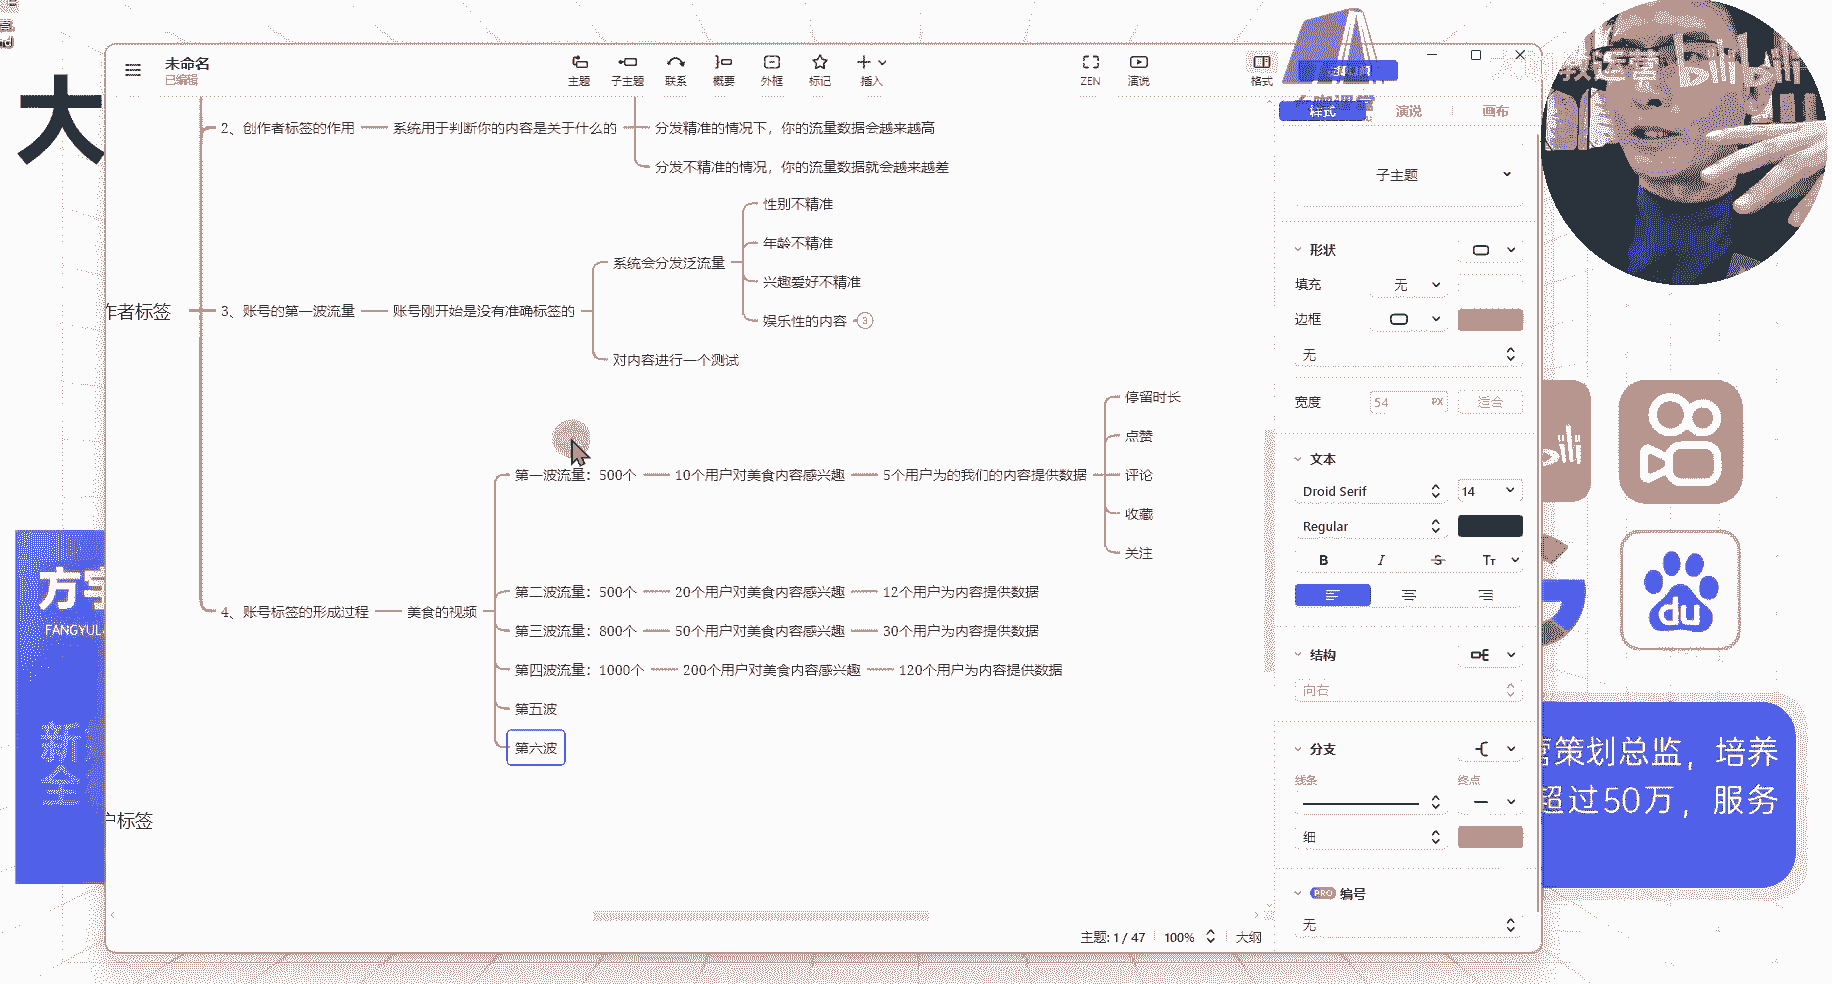 大
未命名
已编辑
主题
子主题
联系
概要
外框
标记
插入
ZEN
演说
格式
样式
演说
画布
2、创作者标签的作用
系统用于判断你的内容是关于什么的
分发精准的情况下，你的流量数据会越来越高
分发不精准的情况，你的流量数据就会越来越差
作者标签
3、账号的第一波流量
账号刚开始是没有准确标签的
系统会分发泛流量
性别不精准
年龄不精准
兴趣爱好不精准
娱乐性的内容
3
对内容进行一个测试
4、账号标签的形成过程
美食的视频
第一波流量：500个
10个用户对美食内容感兴趣
5个用户为的我们的内容提供数据
停留时长
点赞
评论
收藏
关注
第二波流量：500个
20个用户对美食内容感兴趣
12个用户为内容提供数据
第三波流量：800个
50个用户对美食内容感兴趣
30个用户为内容提供数据
第四波流量：1000个
200个用户对美食内容感兴趣
120个用户为内容提供数据
第五波
第六波
户标签
子主题
形状
填充
无
边框
无
宽度
54
PX
适合
文本
Droid Serif
14
Regular
B
I
S
Tт
结构
向右
分支
线条
终点
细
PRO
编号
无
主题: 1 / 47
100%
大纲
方宇
FANGYUL
新
全
bili
du
营策划总监，培养
超过50万，服务